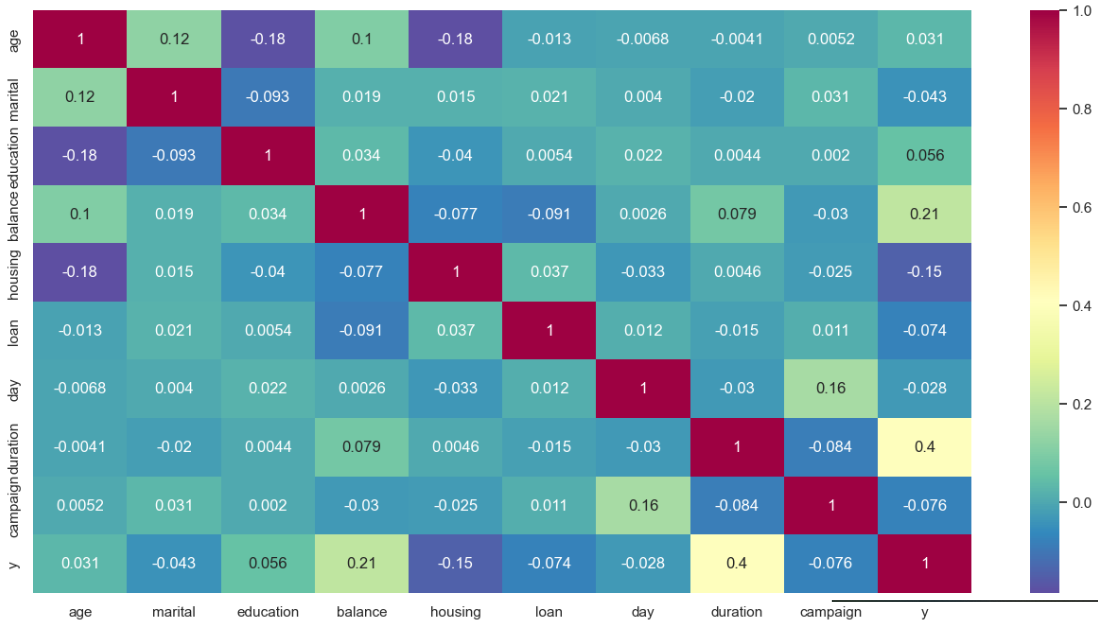 1.0
age 1 0.12 -0.18 0.1 -0.18 -0.013 -0.0068 -0.0041 0.0052 0.031
marital 0.12 1 -0.093 0.019 0.015 0.021 0.004 -0.02 0.031 -0.043
0.8
education -0.18 -0.093 1 0.034 -0.04 0.0054 0.022 0.0044 0.002 0.056
0.6
balance 0.1 0.019 0.034 1 -0.077 -0.091 0.0026 0.079 -0.03 0.21
housing -0.18 0.015 -0.04 -0.077 1 0.037 -0.033 0.0046 -0.025 -0.15
0.4
loan -0.013 0.021 0.0054 -0.091 0.037 1 0.012 -0.015 0.011 -0.074
day -0.0068 0.004 0.022 0.0026 -0.033 0.012 1 -0.03 0.16 -0.028
0.2
duration -0.0041 -0.02 0.0044 0.079 0.0046 -0.015 -0.03 1 -0.084 0.4
campaign 0.0052 0.031 0.002 -0.03 -0.025 0.011 0.16 -0.084 1 -0.076
0.0
y 0.031 -0.043 0.056 0.21 -0.15 -0.074 -0.028 0.4 -0.076 1
age marital education balance housing loan day duration campaign y